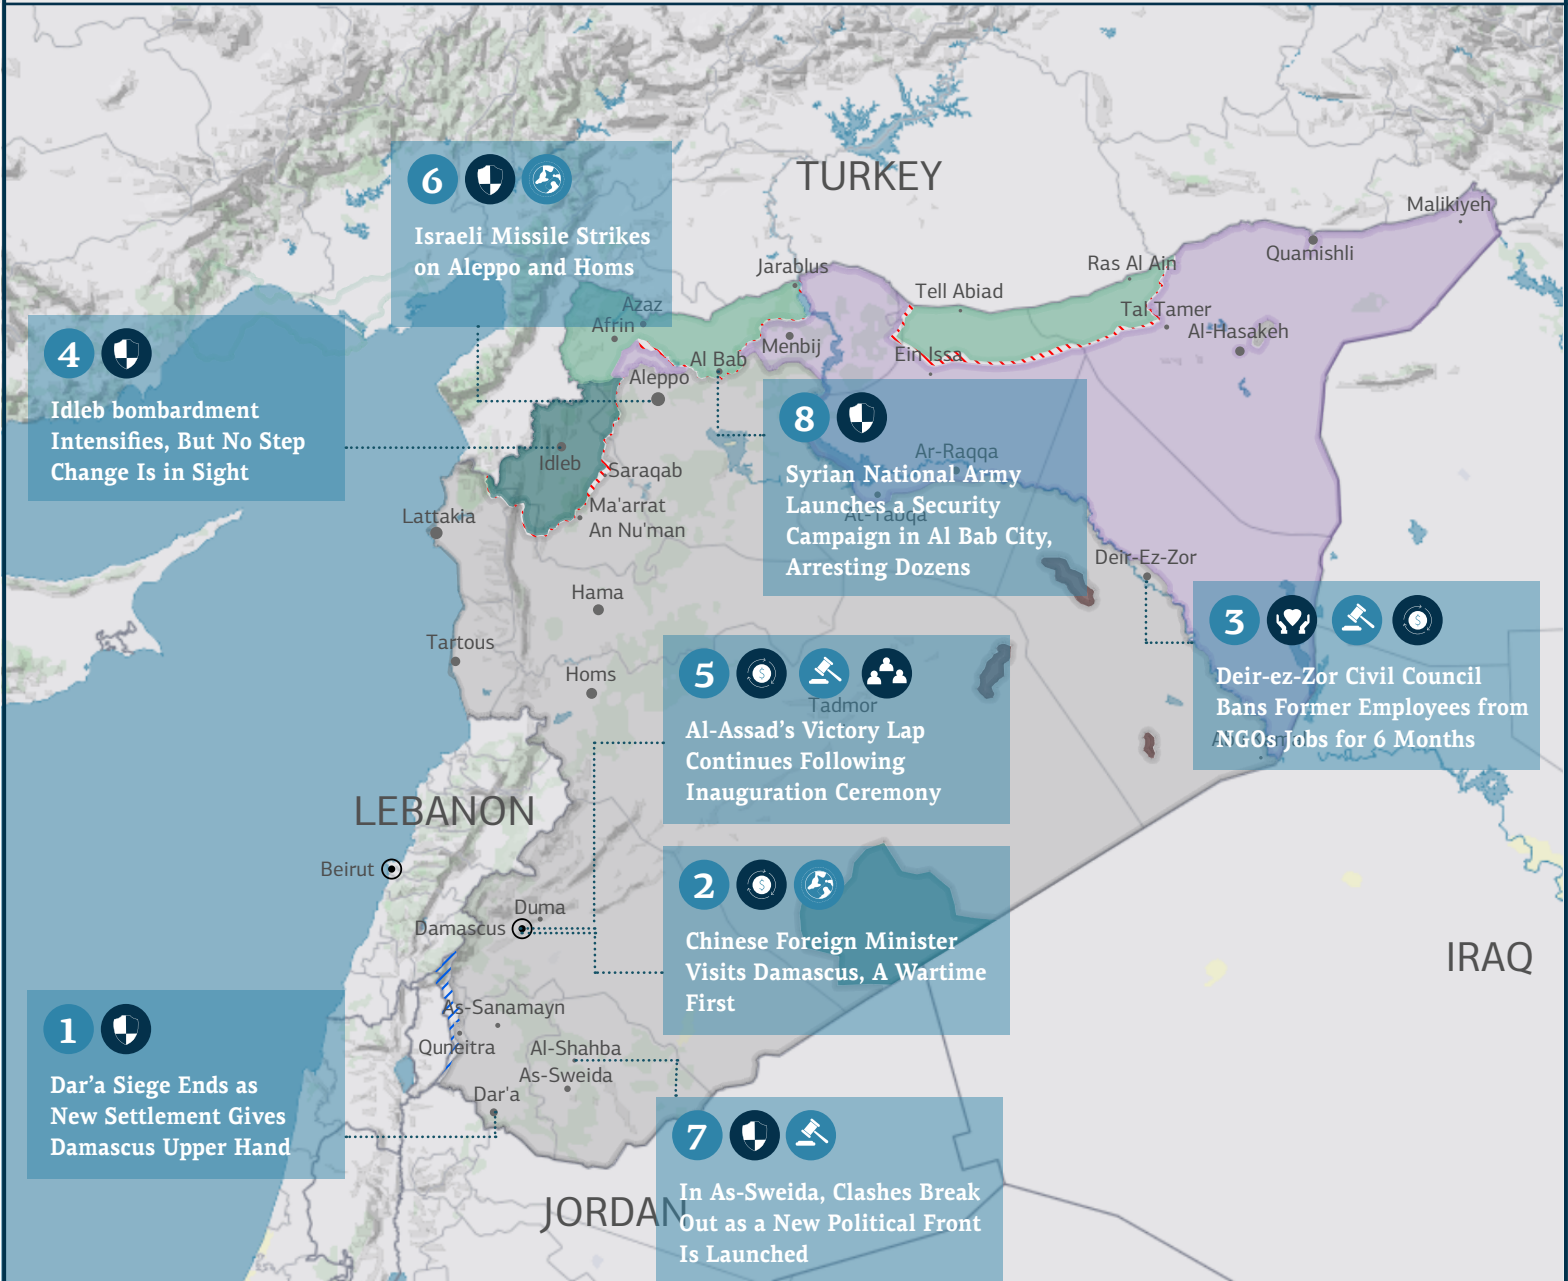 TURKEY
Malikiyeh
Quamishli
6
Israeli Missile Strikes
on Aleppo and Homs
Jarablus
Ras Al Ain
Tell Abiad
Azaz
Afrin
Tal Tamer
Al-Hasakeh
Menbij
Ein Issa
Al Bab
Aleppo
4
Idleb bombardment
Intensifies, But No Step
Change Is in Sight
8
Ar-Raqqa
Syrian National Army
Launches a Security
At-Tabqa
Campaign in Al Bab City,
Arresting Dozens
Idleb
Saraqab
Ma'arrat
An Nu'man
Lattakia
Deir-Ez-Zor
Hama
Tartous
Homs
3
Deir-ez-Zor Civil Council
Bans Former Employees from
NGOs Jobs for 6 Months
5
Tadmor
Al-Assad’s Victory Lap
Continues Following
Inauguration Ceremony
LEBANON
Beirut
2
Chinese Foreign Minister
Visits Damascus, A Wartime
First
Duma
Damascus
IRAQ
1
Dar’a Siege Ends as
New Settlement Gives
Damascus Upper Hand
As-Sanamayn
Quneitra
Al-Shahba
As-Sweida
Dar'a
7
In As-Sweida, Clashes Break
Out as a New Political Front
Is Launched
JORDAN